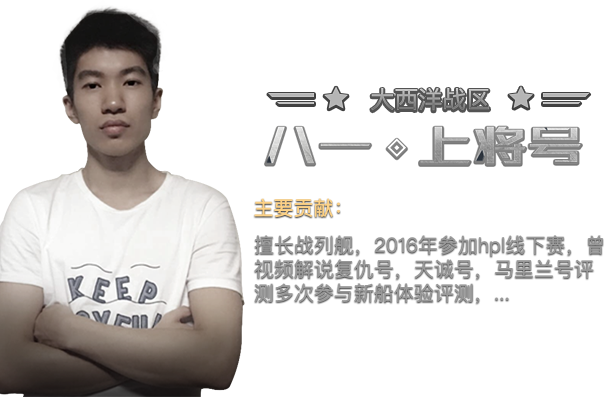 大西洋战区
八一◇上将号
主要贡献：
擅长战列舰，2016年参加hpl线下赛，曾
视频解说复仇号，天诚号，马里兰号评
测多次参与新船体验评测，...
KEEP